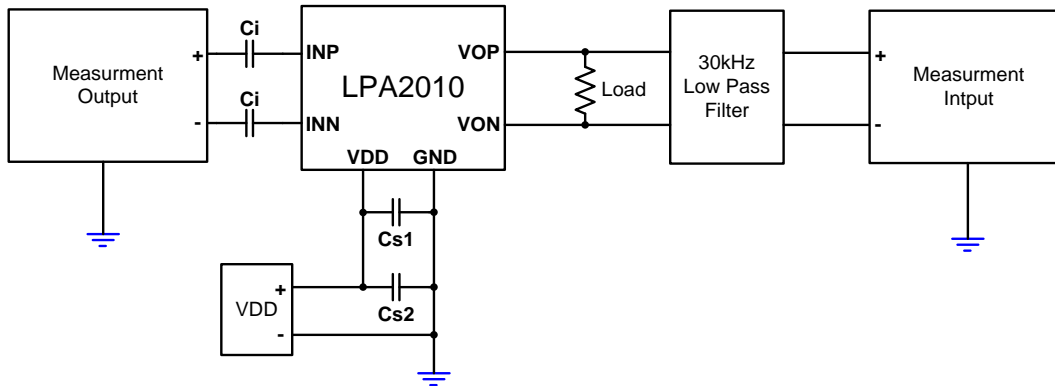 Ci
+
INP
VOP
+
Measurment
Output
LPA2010
Load
30kHz
Low Pass
Filter
Measurment
Intput
Ci
-
INN
VON
-
VDD
GND
Cs1
+
VDD
Cs2
-